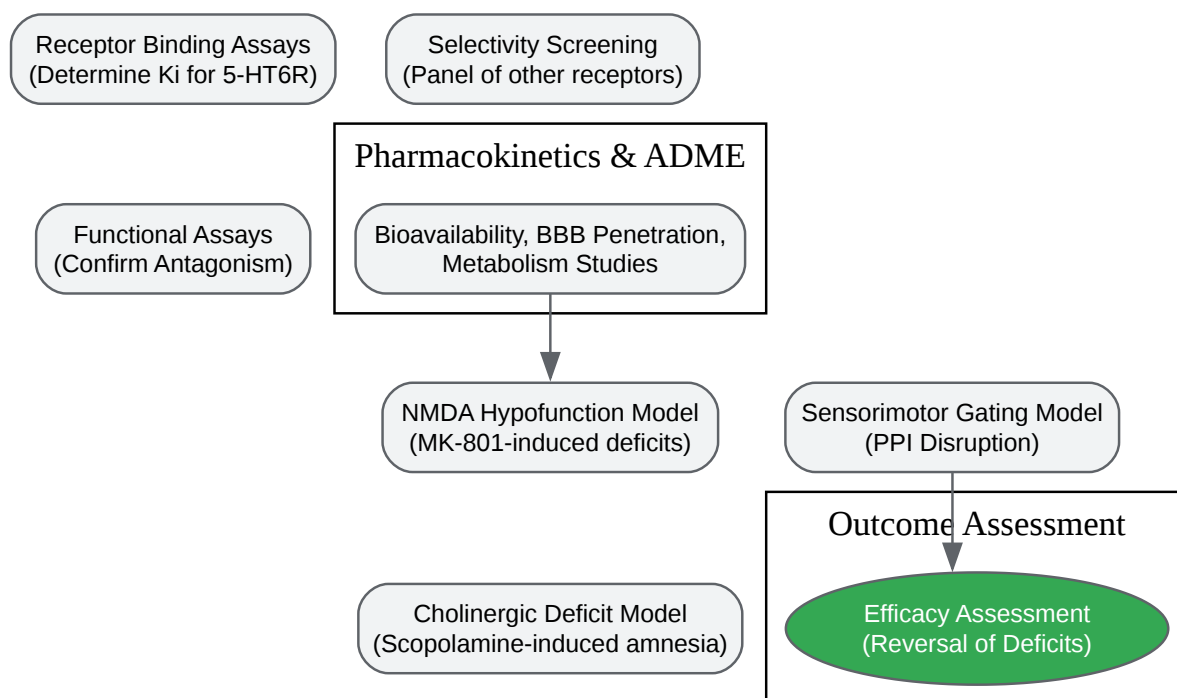 Receptor Binding Assays
(Determine Ki for 5-HT6R)
Selectivity Screening
(Panel of other receptors)
Pharmacokinetics & ADME
Functional Assays
(Confirm Antagonism)
Bioavailability, BBB Penetration,
Metabolism Studies
NMDA Hypofunction Model
(MK-801-induced deficits)
Sensorimotor Gating Model
(PPI Disruption)
Outcome Assessment
Cholinergic Deficit Model
(Scopolamine-induced amnesia)
Efficacy Assessment
(Reversal of Deficits)